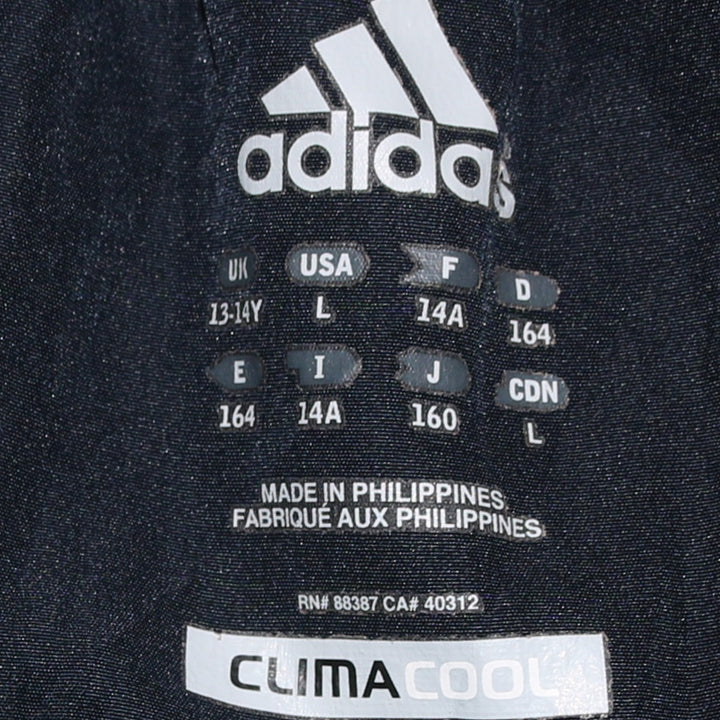 adidas
UK USA F D
13-14Y L 14A 164
E I J CDN
164 14A 160 L
MADE IN PHILIPPINES
FABRIQUÉ AUX PHILIPPINES
RN# 88387 CA# 40312
CLIMACOOL